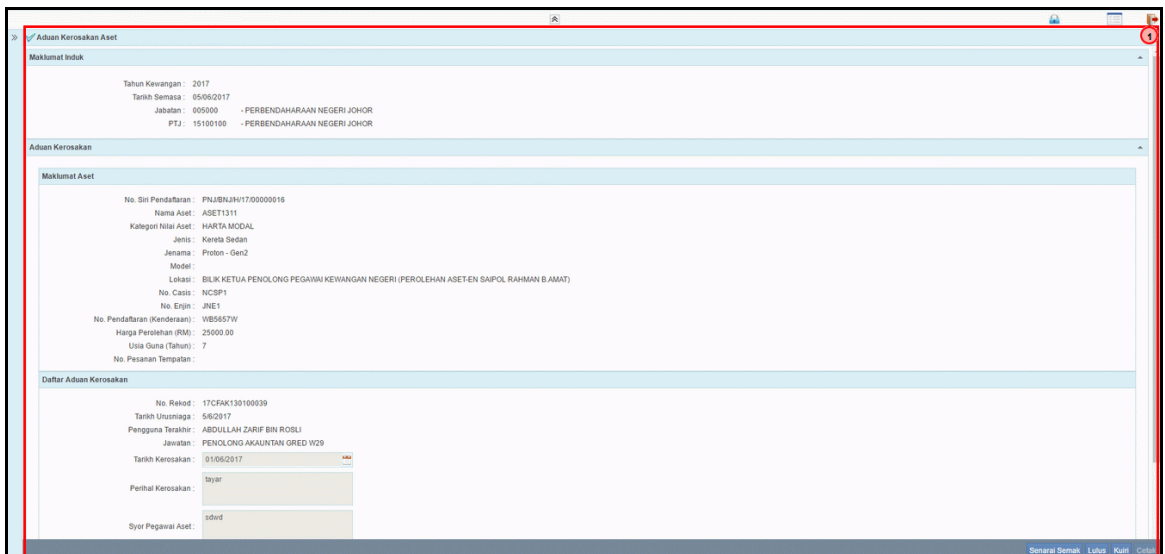 Aduan Kerosakan Aset
1
Maklumat Induk
Tahun Kewangan : 2017
Tarikh Semasa : 05/06/2017
Jabatan : 005000 - PERBENDAHARAAN NEGERI JOHOR
PTJ : 15100100 - PERBENDAHARAAN NEGERI JOHOR
Aduan Kerosakan
Maklumat Aset
No. Siri Pendaftaran : PNJ/BNJ/H/17/00000016
Nama Aset : ASET1311
Kategori Nilai Aset : HARTA MODAL
Jenis : Kereta Sedan
Jenama : Proton - Gen2
Model :
Lokasi : BILIK KETUA PENOLONG PEGAWAI KEWANGAN NEGERI (PEROLEHAN ASET-EN SAIPOL RAHMAN B.AMAT)
No. Casis : NCSP1
No. Enjin : JNE1
No. Pendaftaran (Kenderaan) : WB5657W
Harga Perolehan (RM) : 25000.00
Usia Guna (Tahun) : 7
No. Pesanan Tempatan :
Daftar Aduan Kerosakan
No. Rekod : 17CFAK130100039
Tarikh Urusniaga : 5/6/2017
Pengguna Terakhir : ABDULLAH ZARIF BIN ROSLI
Jawatan : PENOLONG AKAUNTAN GRED W29
Tarikh Kerosakan : 01/06/2017
Perihal Kerosakan : tayar
Syor Pegawai Aset : sdwd
Senarai Semak Lulus Kuiri Cetak